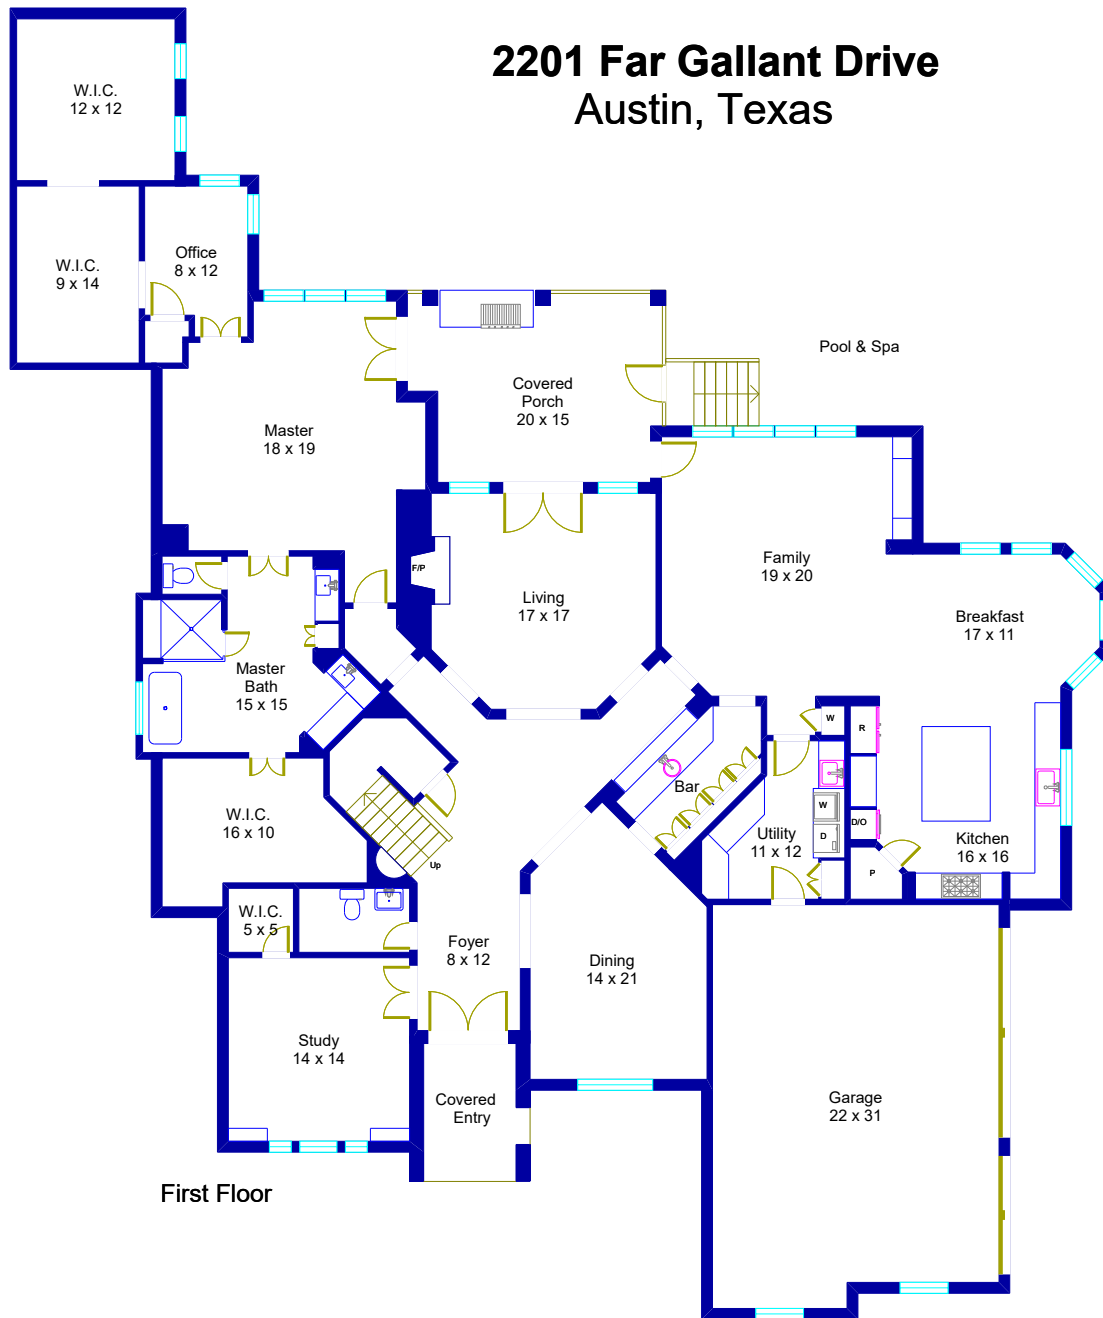 2201 Far Gallant Drive
Austin, Texas
W.I.C.
12 x 12
Office
8 x 12
W.I.C.
9 x 14
Pool & Spa
Covered
Porch
20 x 15
Master
18 x 19
F/P
Family
19 x 20
Living
17 x 17
Breakfast
17 x 11
Master
Bath
15 x 15
W
R
Bar
W
D/O
D
Utility
11 x 12
Kitchen
16 x 16
P
W.I.C.
16 x 10
Up
W.I.C.
5 x 5
Foyer
8 x 12
Dining
14 x 21
Study
14 x 14
Covered
Entry
Garage
22 x 31
First Floor